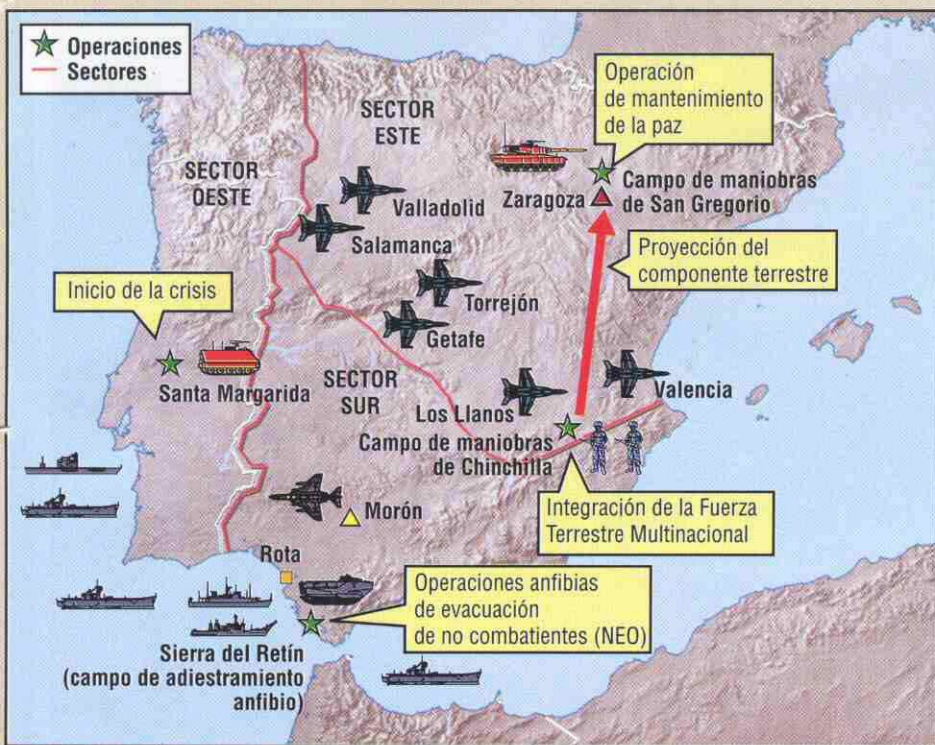 Operaciones
Sectores
SECTOR
OESTE
SECTOR
ESTE
Operación
de mantenimiento
de la paz
Valladolid
Salamanca
Zaragoza
Campo de maniobras
de San Gregorio
Proyección del
componente terrestre
Inicio de la crisis
Torrejón
Getafe
Santa Margarida
SECTOR
SUR
Los Llanos
Valencia
Campo de maniobras
de Chinchilla
Integración de la Fuerza
Terrestre Multinacional
Morón
Rota
Operaciones anfibias
de evacuación
de no combatientes (NEO)
Sierra del Retín
(campo de adiestramiento
anfibio)